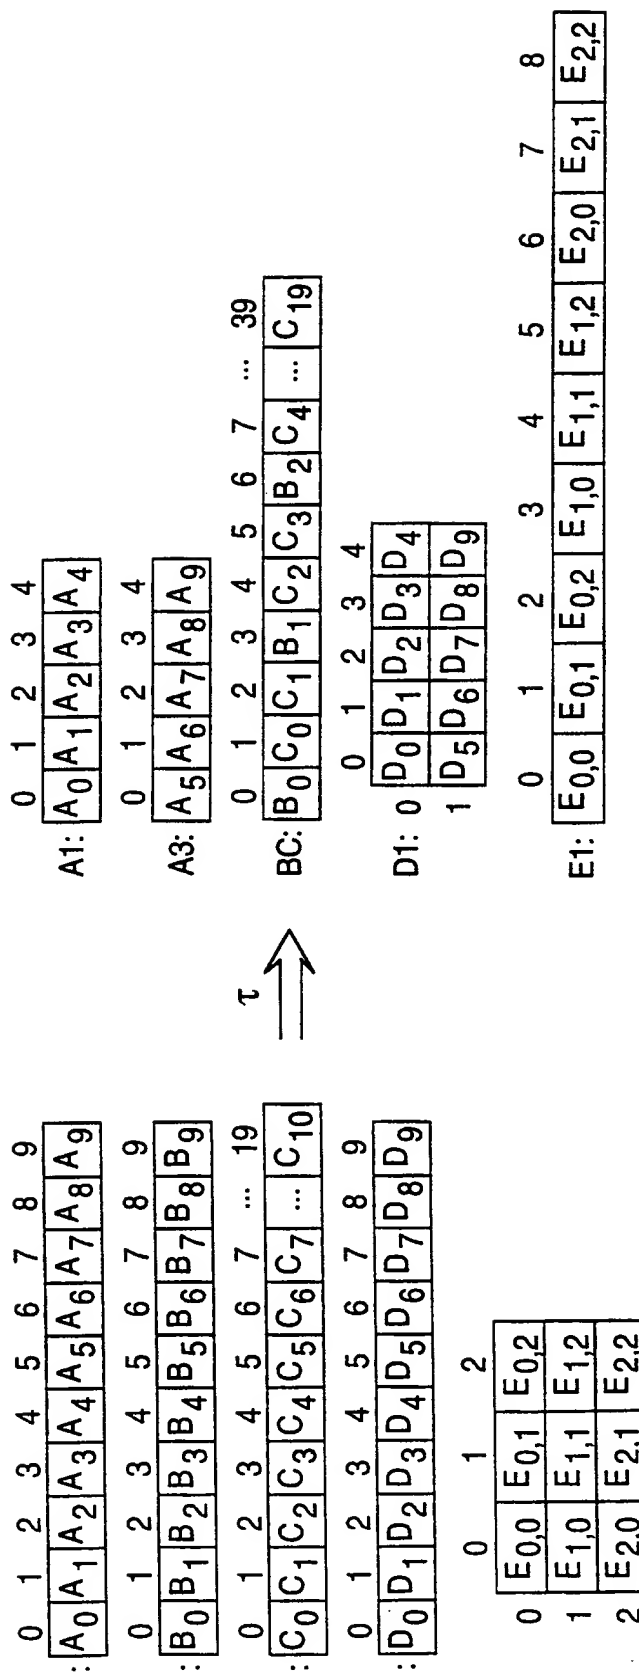 0 1 2 3 4 5 6 7 8 9
: A0 A1 A2 A3 A4 A5 A6 A7 A8 A9
0 1 2 3 4 5 6 7 8 9
: B0 B1 B2 B3 B4 B5 B6 B7 B8 B9
0 1 2 3 4 5 6 7 ... 19
: C0 C1 C2 C3 C4 C5 C6 C7 ... C10
0 1 2 3 4 5 6 7 8 9
: D0 D1 D2 D3 D4 D5 D6 D7 D8 D9
0 1 2
0 E0,0 E0,1 E0,2
1 E1,0 E1,1 E1,2
2 E2,0 E2,1 E2,2
τ
0 1 2 3 4
A1: A0 A1 A2 A3 A4
0 1 2 3 4
A3: A5 A6 A7 A8 A9
0 1 2 3 4 5 6 7 ... 39
BC: B0 C0 C1 B1 C2 C3 B2 C4 ... C19
0 1 2 3 4
D1: 0 D0 D1 D2 D3 D4
1 D5 D6 D7 D8 D9
0 1 2 3 4 5 6 7 8
E1: E0,0 E0,1 E0,2 E1,0 E1,1 E1,2 E2,0 E2,1 E2,2